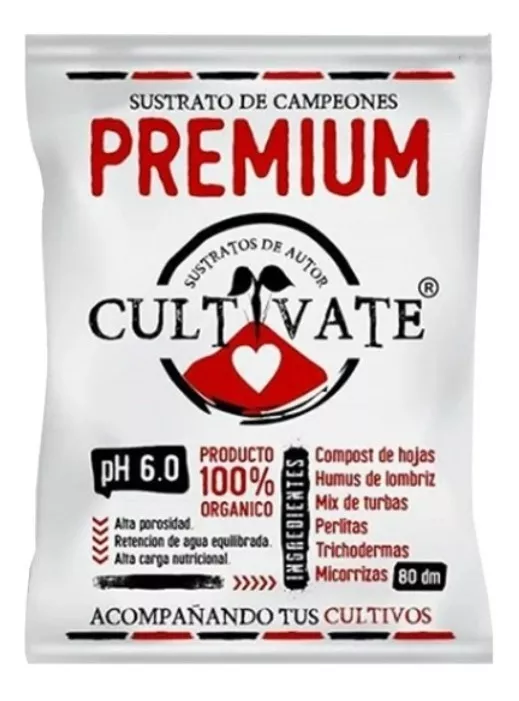 SUSTRATO DE CAMPEONES
PREMIUM
SUSTRATOS DE AUTOR
CULTIVATE®
pH 6.0
PRODUCTO
100%
ORGANICO
Alta porosidad.
Retencion de agua equilibrada.
Alta carga nutricional.
INGREDIENTES
Compost de hojas
Humus de lombriz
Mix de turbas
Perlitas
Trichodermas
Micorrizas 80 dm
ACOMPAÑANDO TUS CULTIVOS